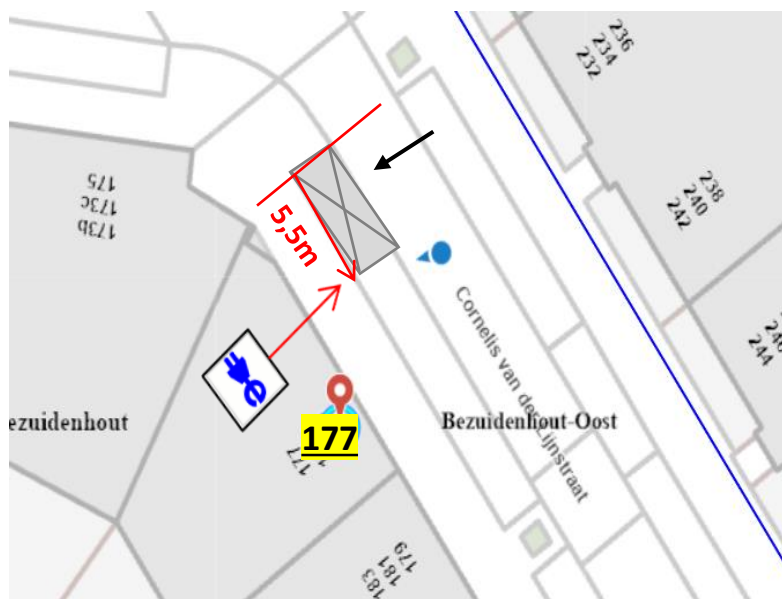 236
234
232
238
240
242
244
175
173c
173b
5,5m
Cornelis van der Lijnstraat
ezuidenhout
Bezuidenhout-Oost
177
177
179
181
183